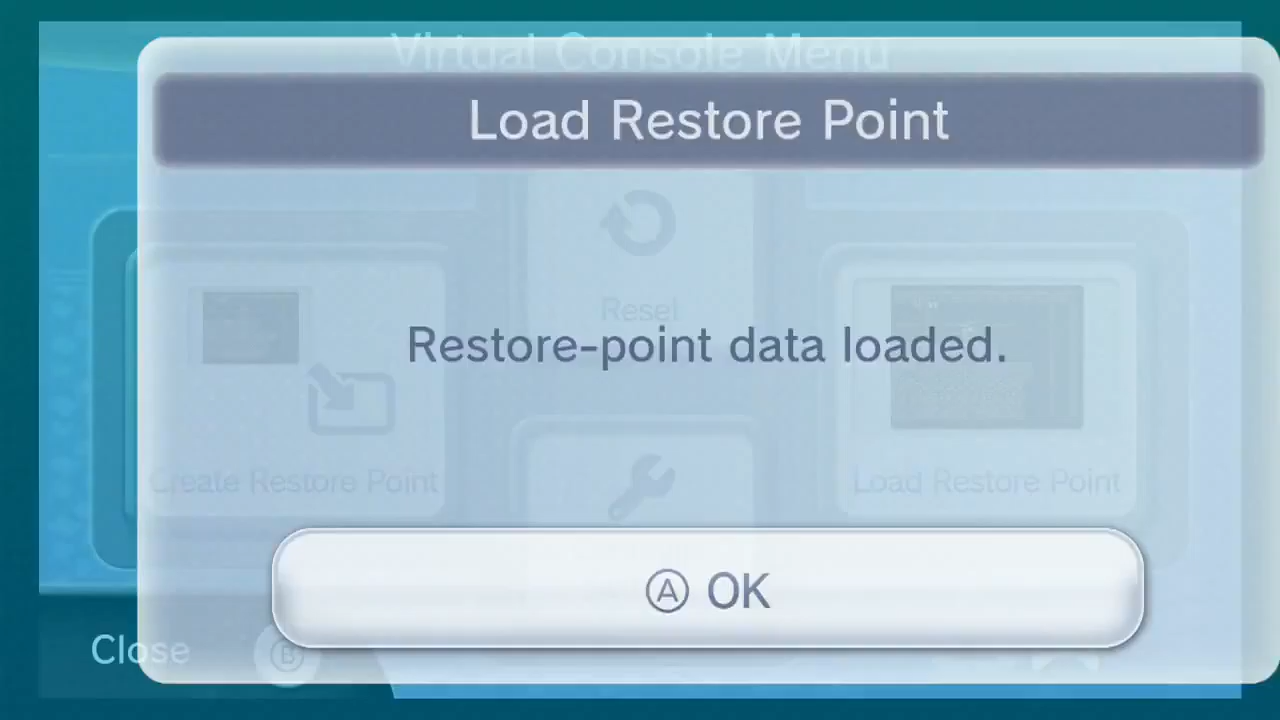 Virtual Console Menu
Load Restore Point
Reset
Restore-point data loaded.
Create Restore Point
Load Restore Point
Ⓐ OK
Close Ⓑ